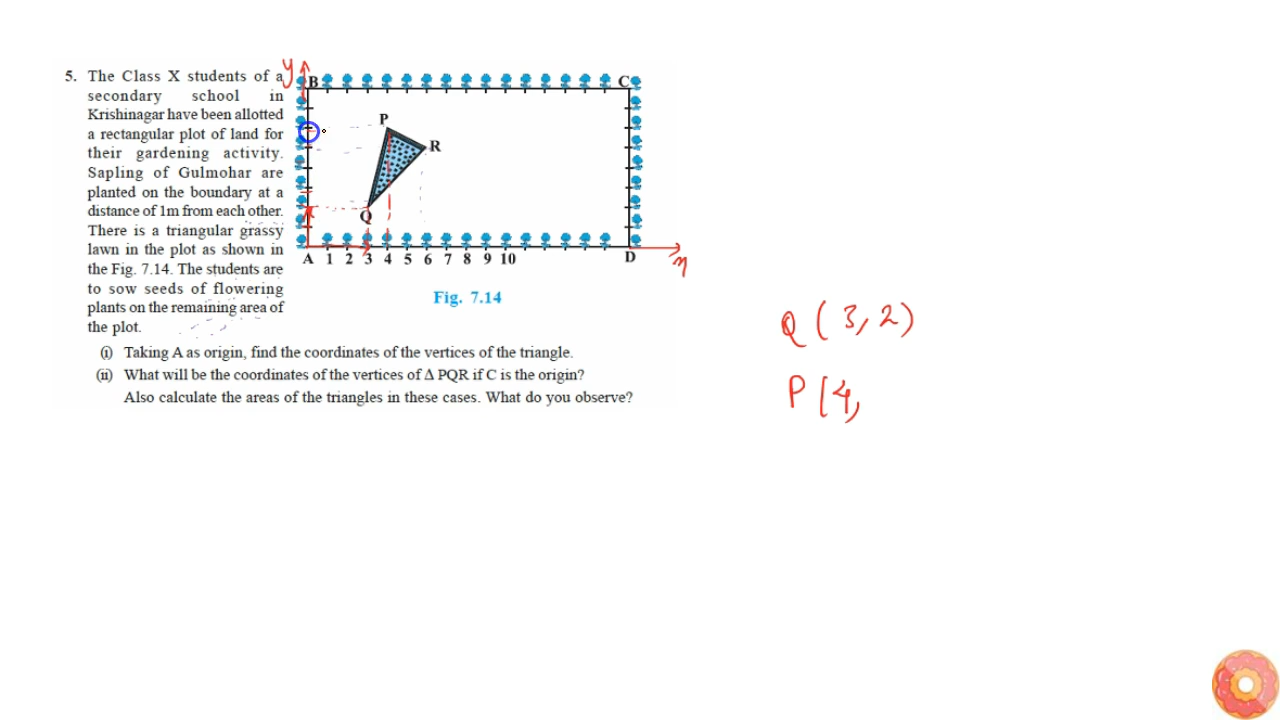 5. The Class X students of a
secondary school in
Krishinagar have been allotted
a rectangular plot of land for
their gardening activity.
Sapling of Gulmohar are
planted on the boundary at a
distance of 1m from each other.
There is a triangular grassy
lawn in the plot as shown in
the Fig. 7.14. The students are
to sow seeds of flowering
plants on the remaining area of
the plot.
y B C
P
R
Q
A 1 2 3 4 5 6 7 8 9 10 D
x
Fig. 7.14
(i) Taking A as origin, find the coordinates of the vertices of the triangle.
(ii) What will be the coordinates of the vertices of Δ PQR if C is the origin?
Also calculate the areas of the triangles in these cases. What do you observe?
Q (3, 2)
P (4,